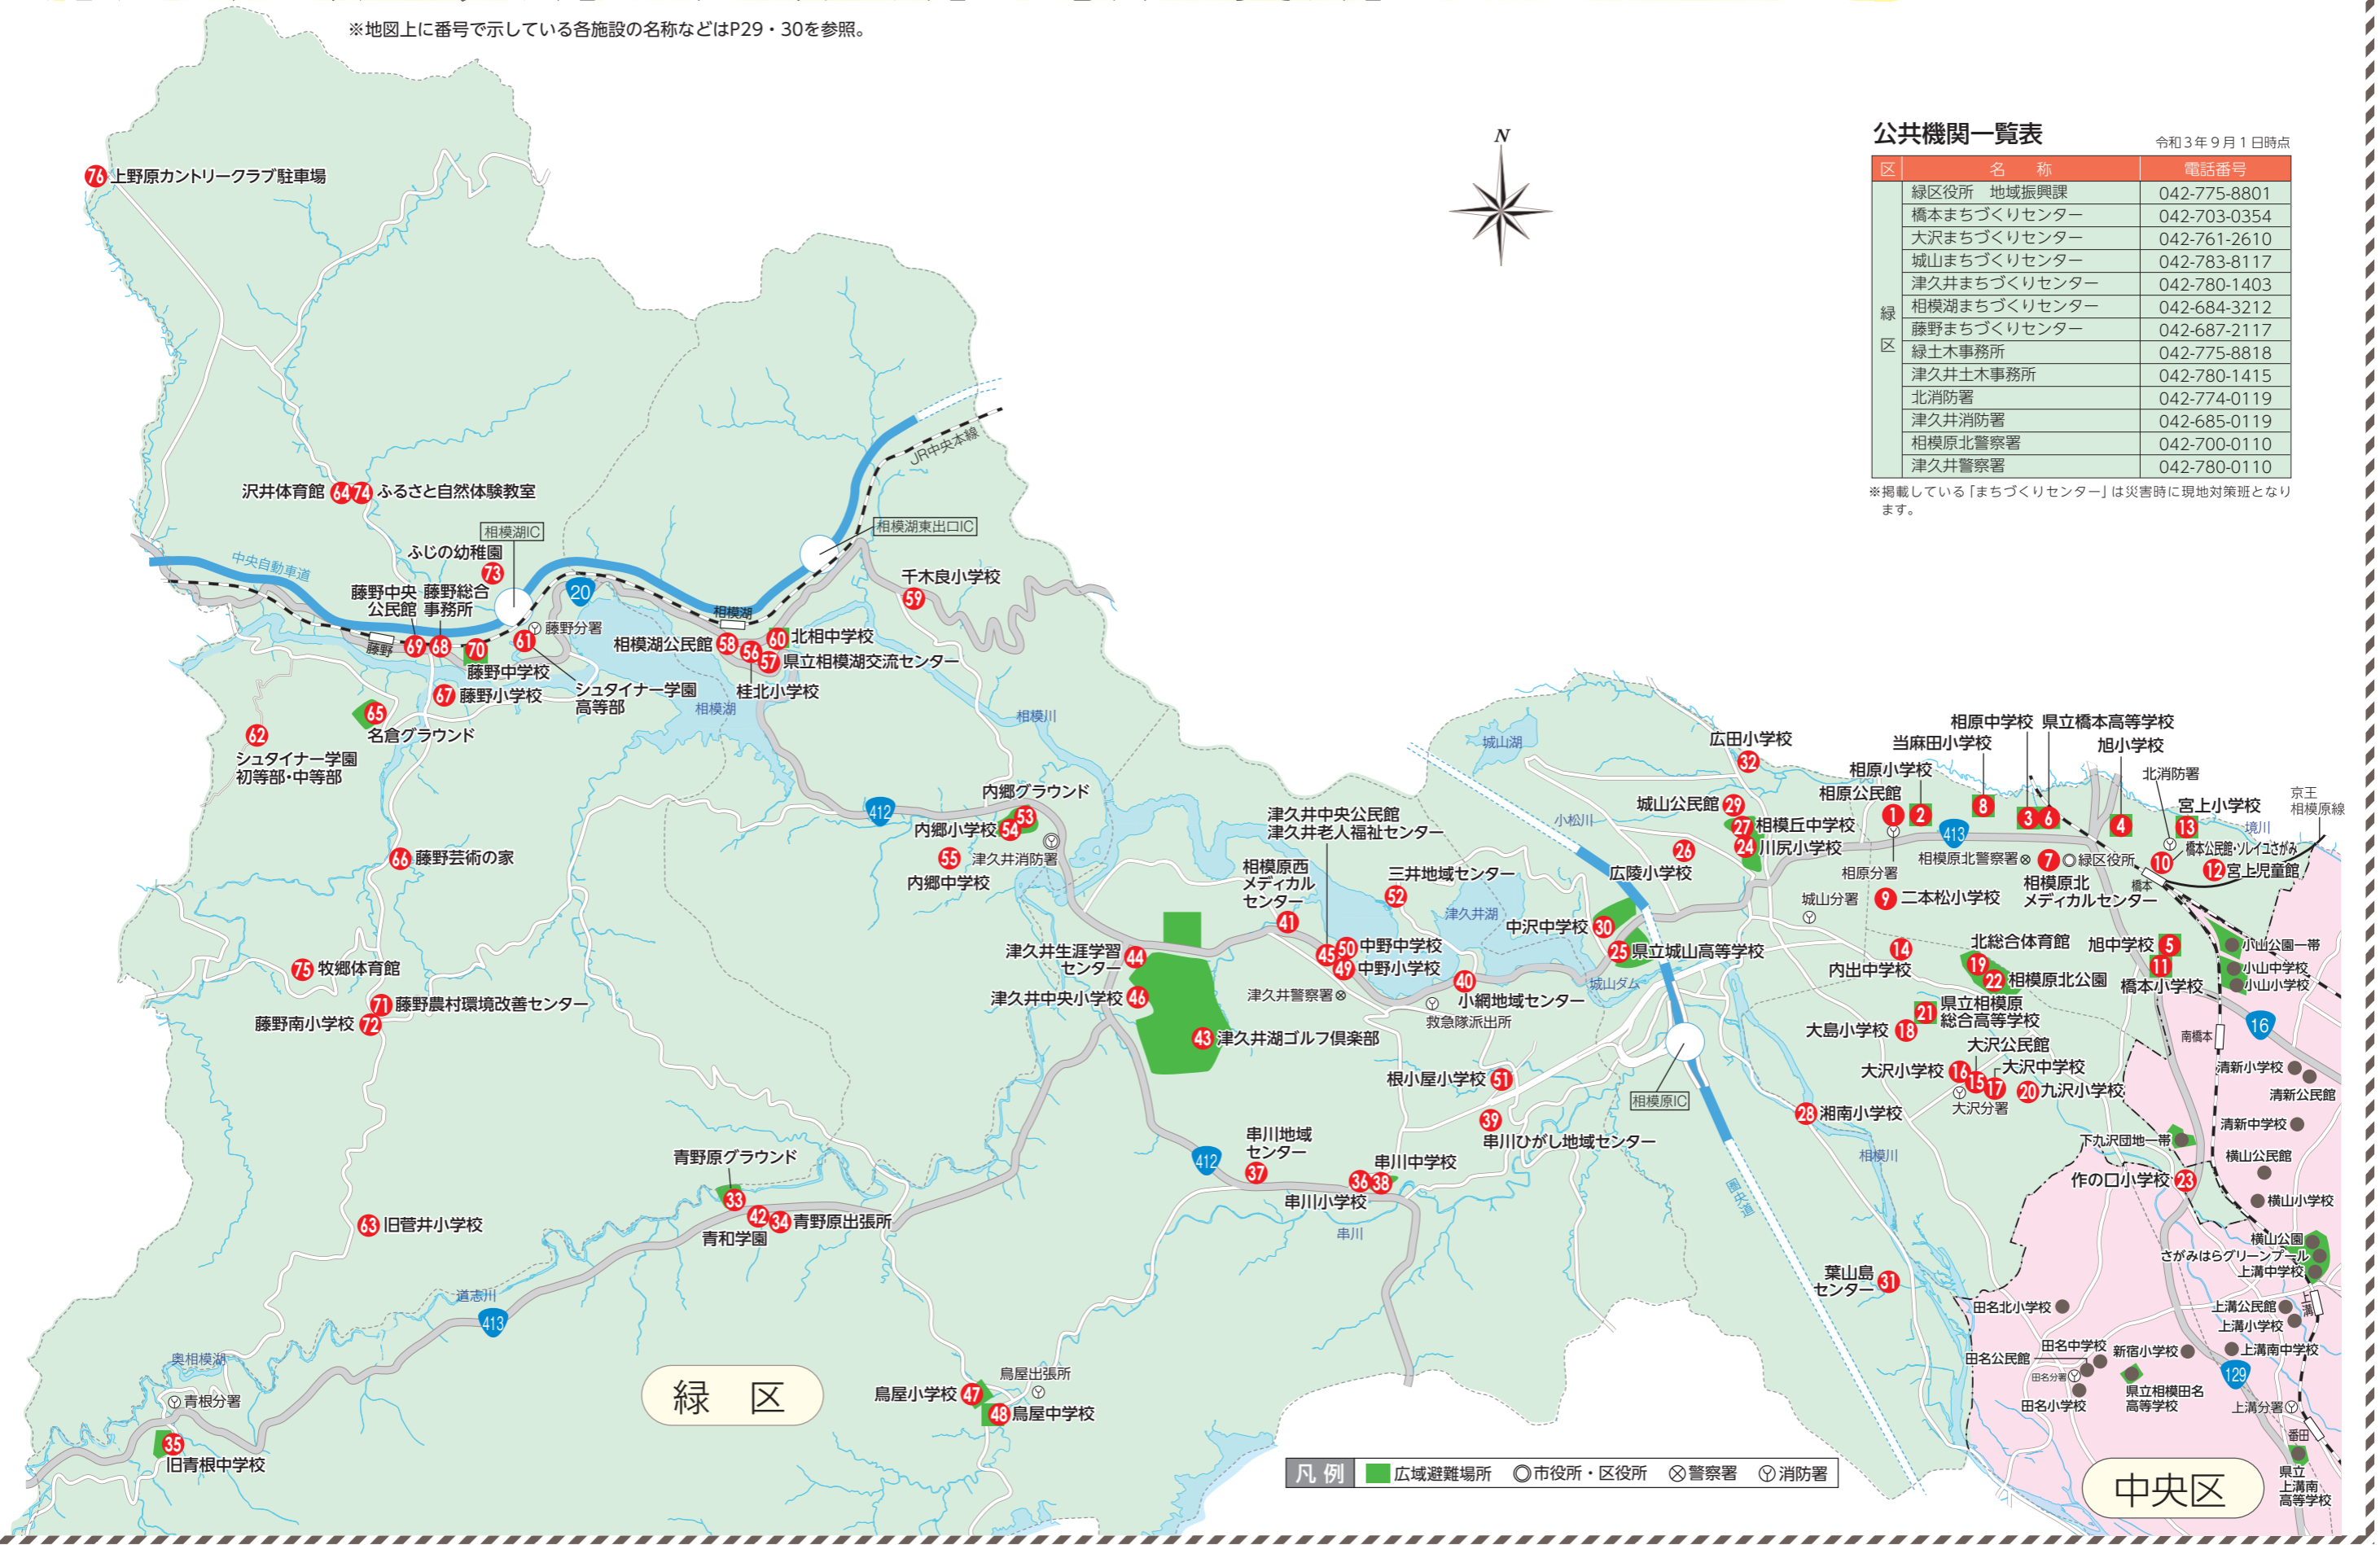 ※地図上に番号で示している各施設の名称などはP29・30を参照。
N
公共機関一覧表
令和3年9月1日時点
区 名称 電話番号
緑区
緑区役所 地域振興課 042-775-8801
橋本まちづくりセンター 042-703-0354
大沢まちづくりセンター 042-761-2610
城山まちづくりセンター 042-783-8117
津久井まちづくりセンター 042-780-1403
相模湖まちづくりセンター 042-684-3212
藤野まちづくりセンター 042-687-2117
緑土木事務所 042-775-8818
津久井土木事務所 042-780-1415
北消防署 042-774-0119
津久井消防署 042-685-0119
相模原北警察署 042-700-0110
津久井警察署 042-780-0110
※掲載している「まちづくりセンター」は災害時に現地対策班となり
ます。
76 上野原カントリークラブ駐車場
JR中央本線
沢井体育館 64 74 ふるさと自然体験教室
相模湖IC
相模湖東出口IC
中央自動車道
ふじの幼稚園
73
藤野中央
公民館
藤野総合
事務所
20
千木良小学校
59
相模湖
藤野
69 68 70
61
藤野分署
藤野中学校
シュタイナー学園
高等部
相模湖公民館 58
56
57 県立相模湖交流センター
60 北相中学校
桂北小学校
67 藤野小学校
相模湖
相模川
65
名倉グラウンド
62
シュタイナー学園
初等部・中等部
412
内郷グラウンド
53
内郷小学校 54
55
内郷中学校
津久井消防署
66 藤野芸術の家
75 牧郷体育館
71 藤野農村環境改善センター
藤野南小学校 72
津久井中央公民館
津久井老人福祉センター
相模原西
メディカル
センター
41
三井地域センター
52
津久井湖
城山湖
小松川
津久井生涯学習
センター
44
津久井中央小学校 46
43 津久井湖ゴルフ倶楽部
45 50 中野中学校
49 中野小学校
津久井警察署
40
小網地域センター
救急隊派出所
城山ダム
中沢中学校 30
25 県立城山高等学校
広田小学校
32
城山公民館 29
27 相模丘中学校
24 川尻小学校
26
広陵小学校
相原中学校
県立橋本高等学校
当麻田小学校
旭小学校
相原小学校
相原公民館
1 2 8 3 6 4
北消防署
宮上小学校
13
境川
京王
相模原線
413
相原分署
相模原北警察署
7
緑区役所
相模原北
メディカルセンター
橋本
10
橋本公民館・ソレイユさがみ
12 宮上児童館
城山分署
9 二本松小学校
14
内出中学校
北総合体育館
19
22 相模原北公園
旭中学校 5
11
橋本小学校
小山公園一帯
小山中学校
小山小学校
21 県立相模原
総合高等学校
大島小学校 18
大沢公民館
大沢小学校 16 15 17
大沢中学校
大沢分署
20 九沢小学校
南橋本
16
清新小学校
清新公民館
清新中学校
下九沢団地一帯
横山公民館
作の口小学校 23
横山小学校
横山公園
さがみはらグリーンプール
上溝中学校
上溝
根小屋小学校 51
39
串川ひがし地域センター
相模原IC
28 湘南小学校
相模川
圏央道
青野原グラウンド
33
42 34 青野原出張所
青和学園
412
串川地域
センター
37
串川中学校
36 38
串川小学校
串川
63 旧菅井小学校
葉山島
センター
31
道志川
413
奥相模湖
青根分署
35
旧青根中学校
緑 区
鳥屋小学校 47
鳥屋出張所
48 鳥屋中学校
田名北小学校
上溝公民館
上溝小学校
田名中学校
田名公民館
田名分署
新宿小学校
上溝南中学校
129
田名小学校
県立相模田名
高等学校
上溝分署
番田
県立
上溝南
高等学校
中央区
凡例 広域避難場所 市役所・区役所 警察署 消防署